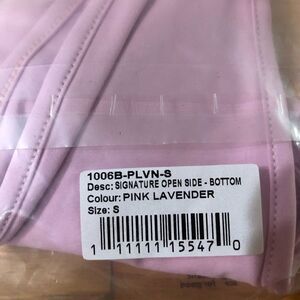 1006B-PLVN-S
Desc: SIGNATURE OPEN SIDE - BOTTOM
Colour: PINK LAVENDER
Size: S
1 11111 15547 0